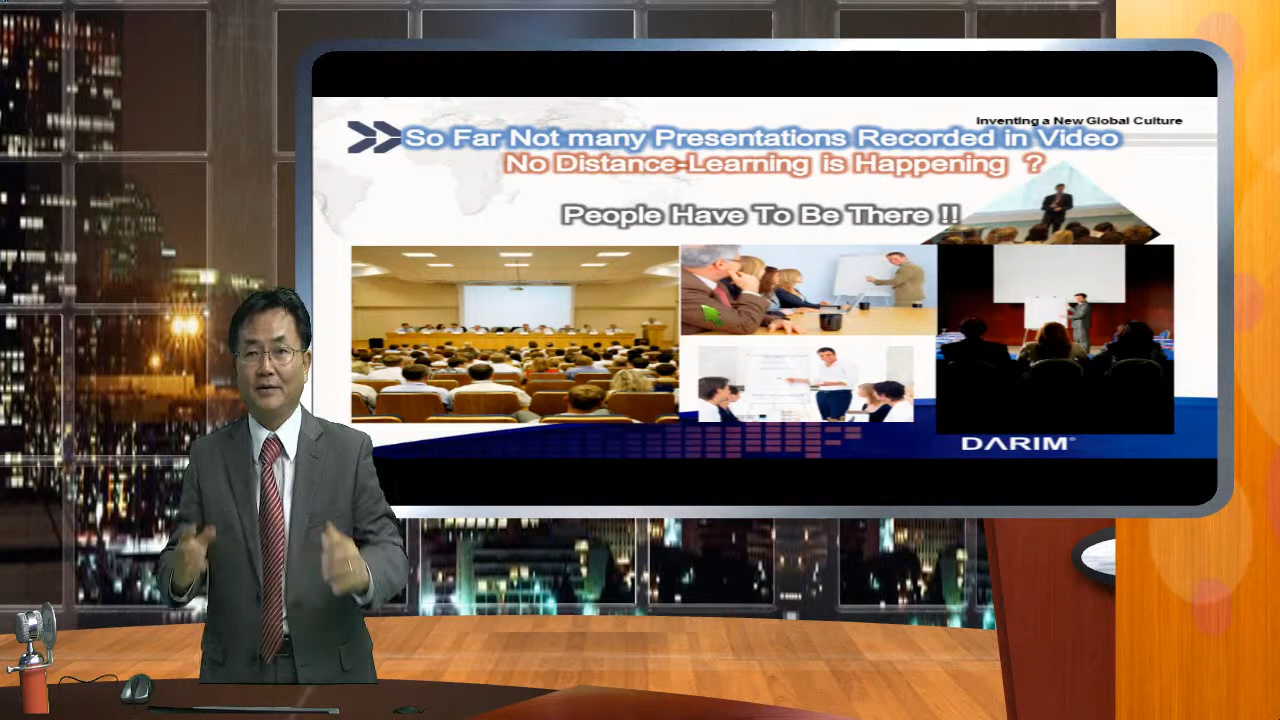 Inventing a New Global Culture
So Far Not many Presentations Recorded in Video
No Distance-Learning is Happening ?
People Have To Be There !!
DARIM